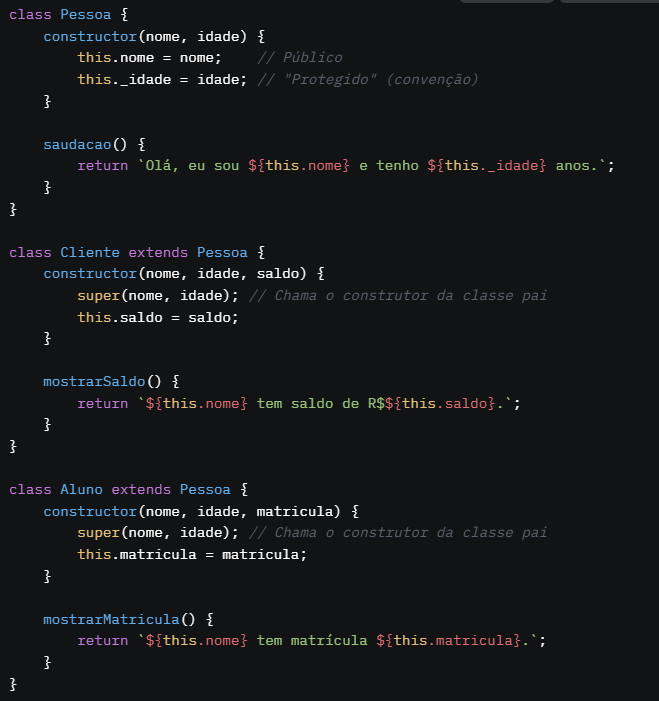 class Pessoa {
    constructor(nome, idade) {
        this.nome = nome;    // Público
        this._idade = idade; // "Protegido" (convenção)
    }

    saudacao() {
        return `Olá, eu sou ${this.nome} e tenho ${this._idade} anos.`;
    }
}

class Cliente extends Pessoa {
    constructor(nome, idade, saldo) {
        super(nome, idade); // Chama o construtor da classe pai
        this.saldo = saldo;
    }

    mostrarSaldo() {
        return `${this.nome} tem saldo de R$${this.saldo}.`;
    }
}

class Aluno extends Pessoa {
    constructor(nome, idade, matricula) {
        super(nome, idade); // Chama o construtor da classe pai
        this.matricula = matricula;
    }

    mostrarMatricula() {
        return `${this.nome} tem matrícula ${this.matricula}.`;
    }
}